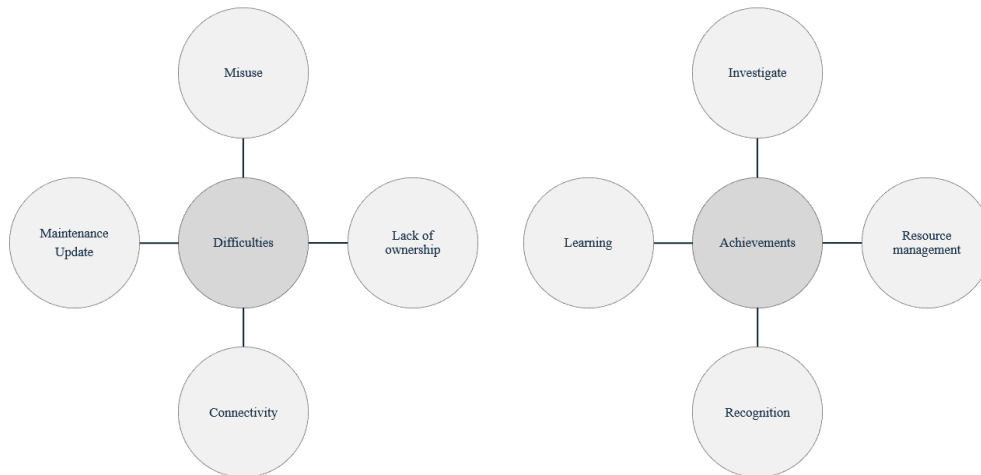 Misuse
Maintenance
Update
Difficulties
Lack of
ownership
Connectivity
Investigate
Learning
Achievements
Resource
management
Recognition